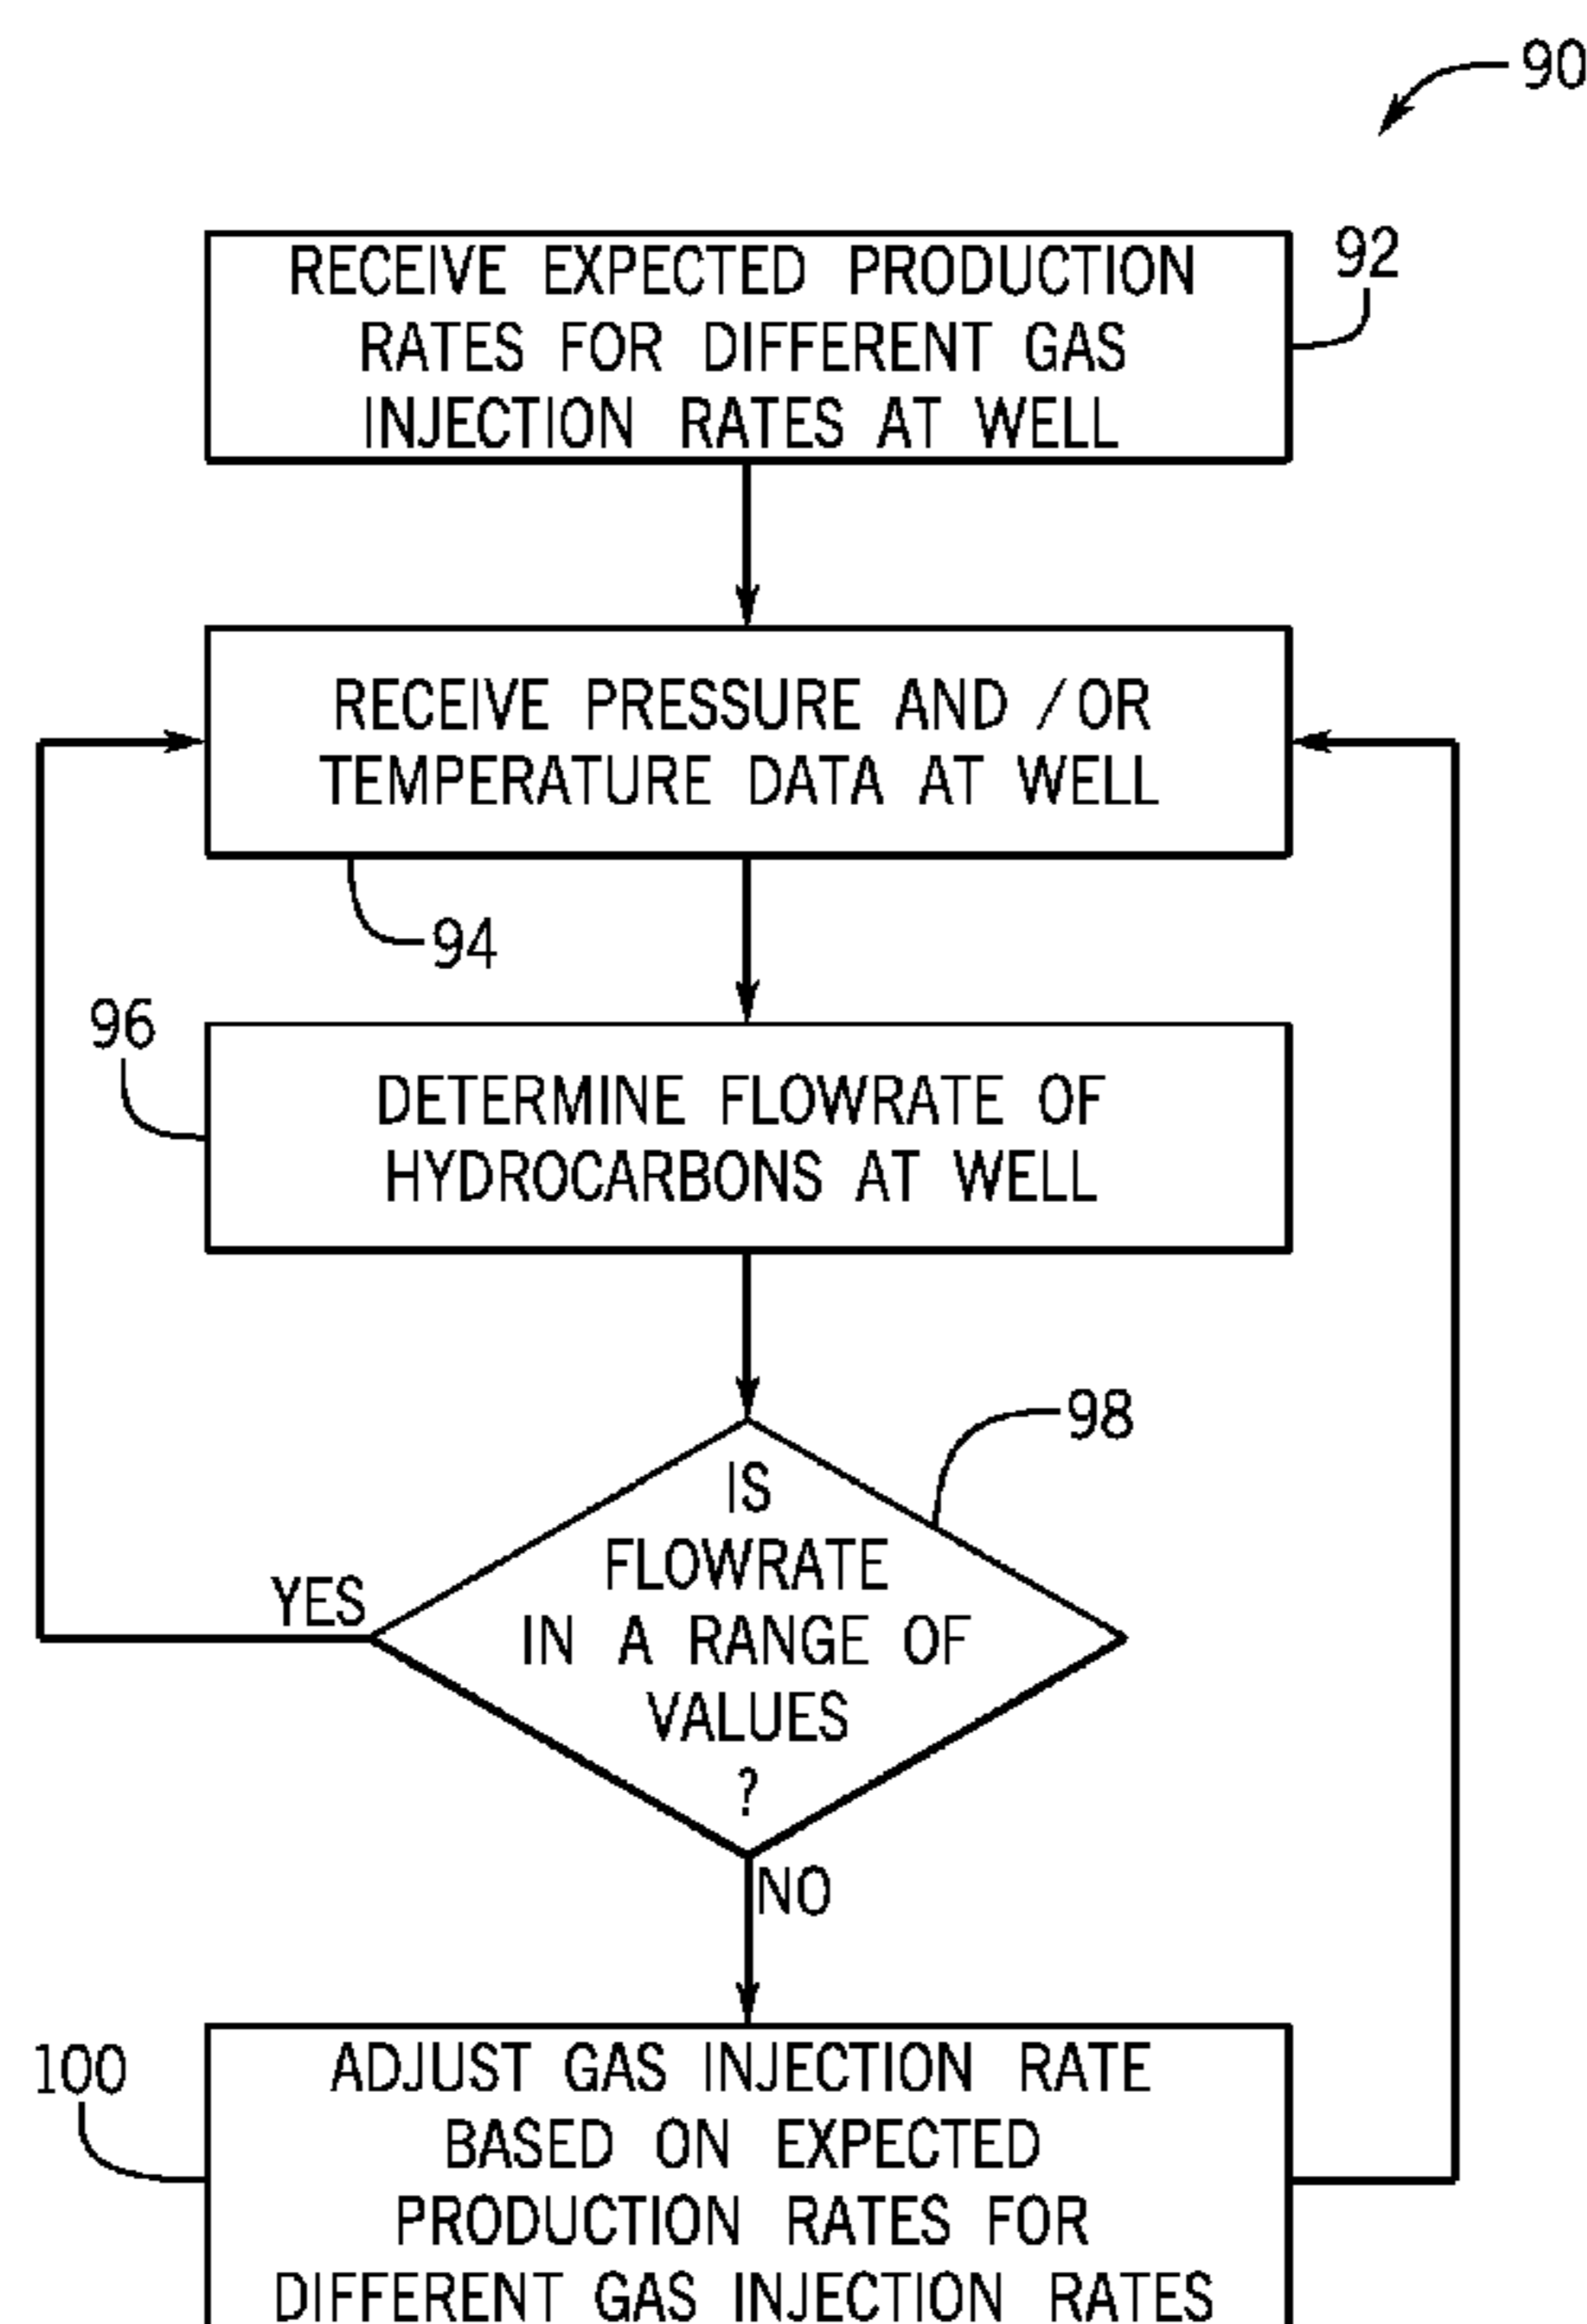 90
RECEIVE EXPECTED PRODUCTION
RATES FOR DIFFERENT GAS
INJECTION RATES AT WELL
92
RECEIVE PRESSURE AND /OR
TEMPERATURE DATA AT WELL
94
96
DETERMINE FLOWRATE OF
HYDROCARBONS AT WELL
98
IS
FLOWRATE
IN A RANGE OF
VALUES
?
YES
NO
100
ADJUST GAS INJECTION RATE
BASED ON EXPECTED
PRODUCTION RATES FOR
DIFFERENT GAS INJECTION RATES